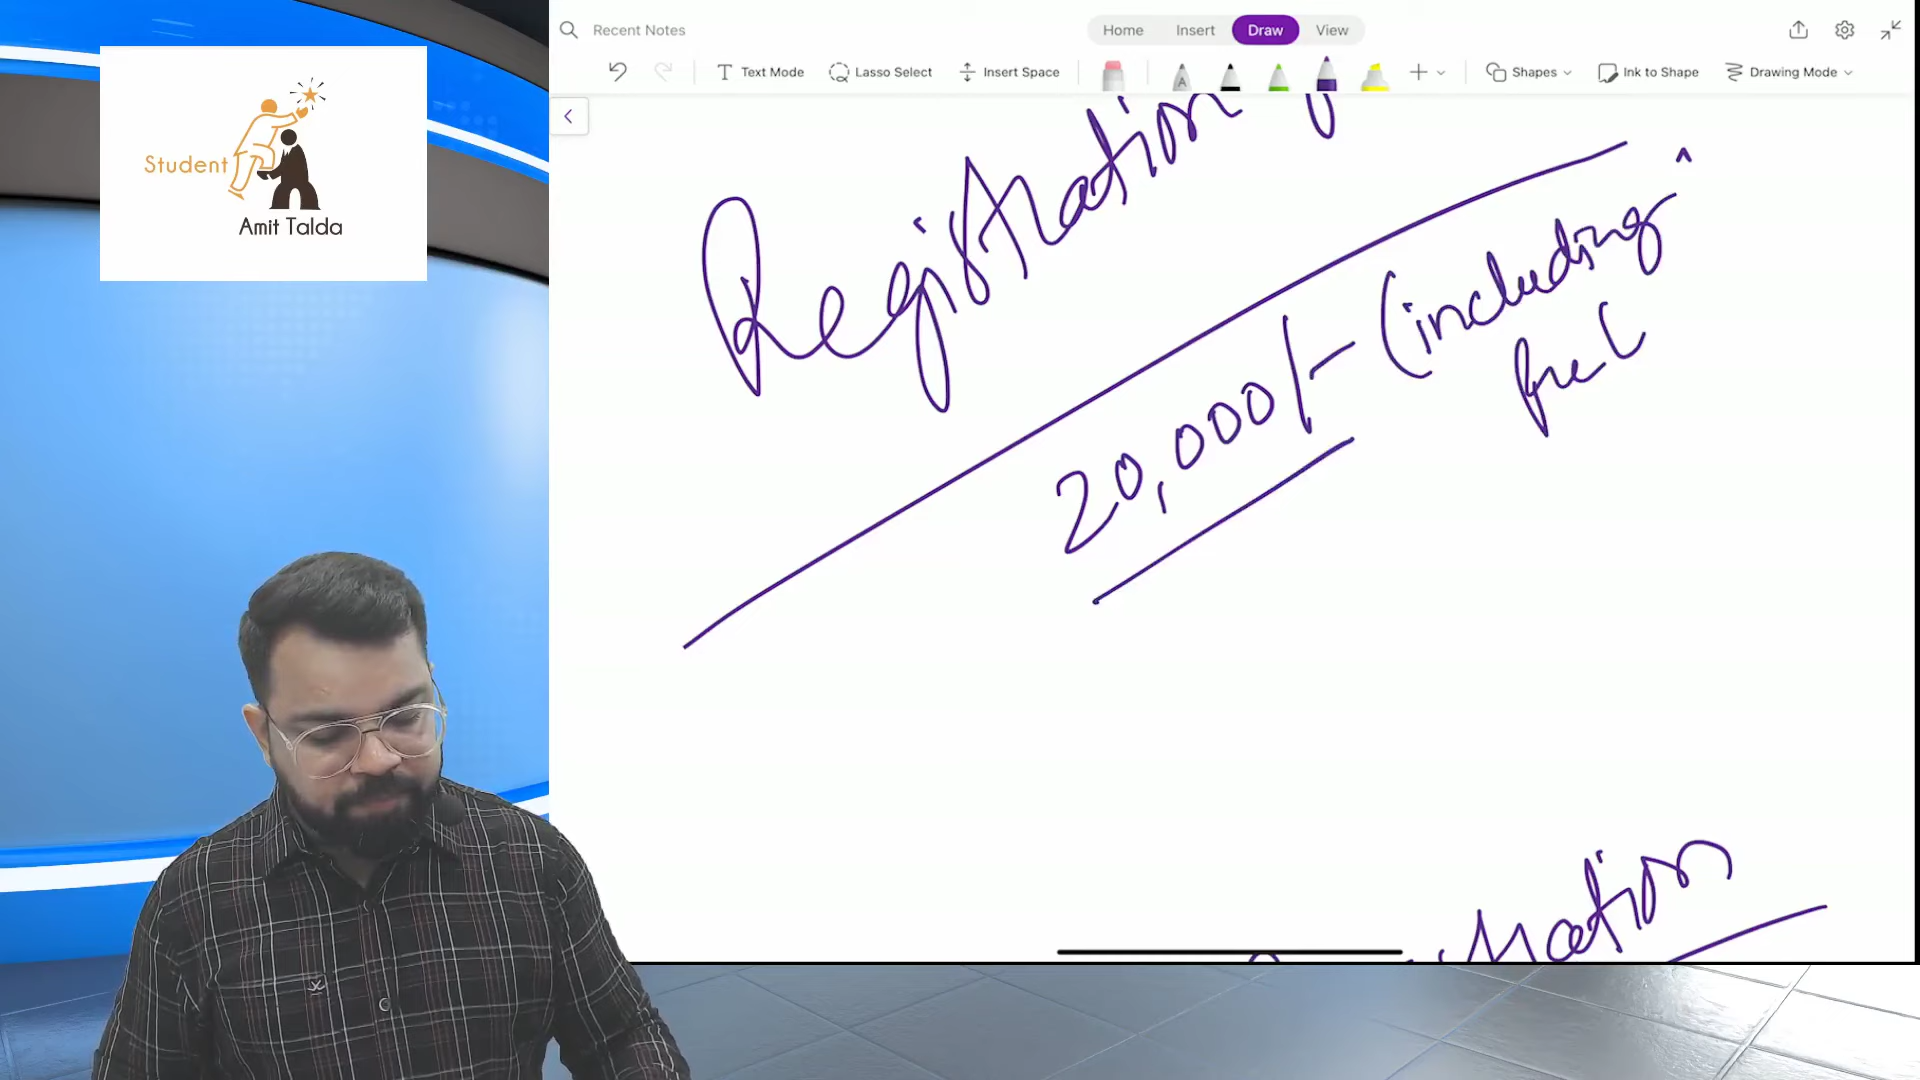 Student
Amit Talda
Recent Notes
Home Insert Draw View
Text Mode Lasso Select Insert Space Shapes Ink to Shape Drawing Mode
Registration
20,000/- (including